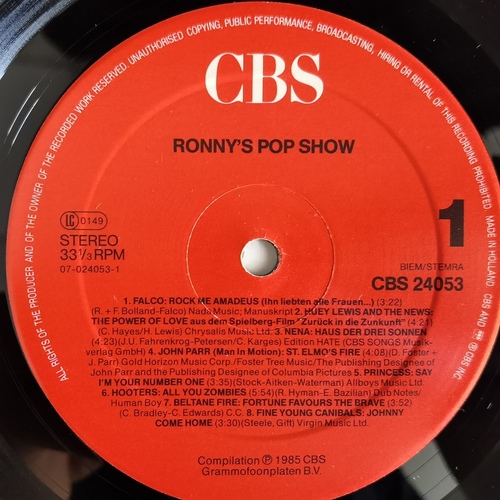 ALL RIGHTS OF THE PRODUCER AND OF THE OWNER OF THE RECORDED WORK RESERVED. UNAUTHORISED COPYING, PUBLIC PERFORMANCE, BROADCASTING, HIRING OR RENTAL OF THIS RECORDING PROHIBITED. MADE IN HOLLAND CBS AND ARE ® CBS INC.
CBS
RONNY'S POP SHOW
LC 0149
STEREO
33⅓ RPM
07-024053-1
1
BIEM/STEMRA
CBS 24053
1. FALCO: ROCK ME AMADEUS (Ihn liebten alle Frauen...) (3:22)
(R. + F. Bolland-Falco) Nada Music; Manuskript 2. HUEY LEWIS AND THE NEWS:
THE POWER OF LOVE aus dem Spielberg-Film "Zurück in die Zunkunft" (4:21)
(C. Hayes/H. Lewis) Chrysalis Music Ltd. 3. NENA: HAUS DER DREI SONNEN
(4:23) (J.U. Fahrenkrog-Petersen/C. Karges) Edition HATE (CBS SONGS Musik-
verlag GmbH) 4. JOHN PARR (Man In Motion): ST. ELMO'S FIRE (4:08) (D. Foster +
J. Parr) Gold Horizon Music Corp./Foster Tree Music/The Publishing Designee of
John Parr and the Publishing Designee of Columbia Pictures 5. PRINCESS: SAY
I'M YOUR NUMBER ONE (3:35) (Stock-Aitken-Waterman) Allboys Music Ltd.
6. HOOTERS: ALL YOU ZOMBIES (5:54) (R. Hyman-E. Bazilian) Dub Notes/
Human Boy 7. BELTANE FIRE: FORTUNE FAVOURS THE BRAVE (3:52)
(C. Bradley-C. Edwards) C.C. 8. FINE YOUNG CANIBALS: JOHNNY
COME HOME (3:30) (Steele, Gift) Virgin Music Ltd.
Compilation ℗ 1985 CBS
Grammofoonplaten B.V.